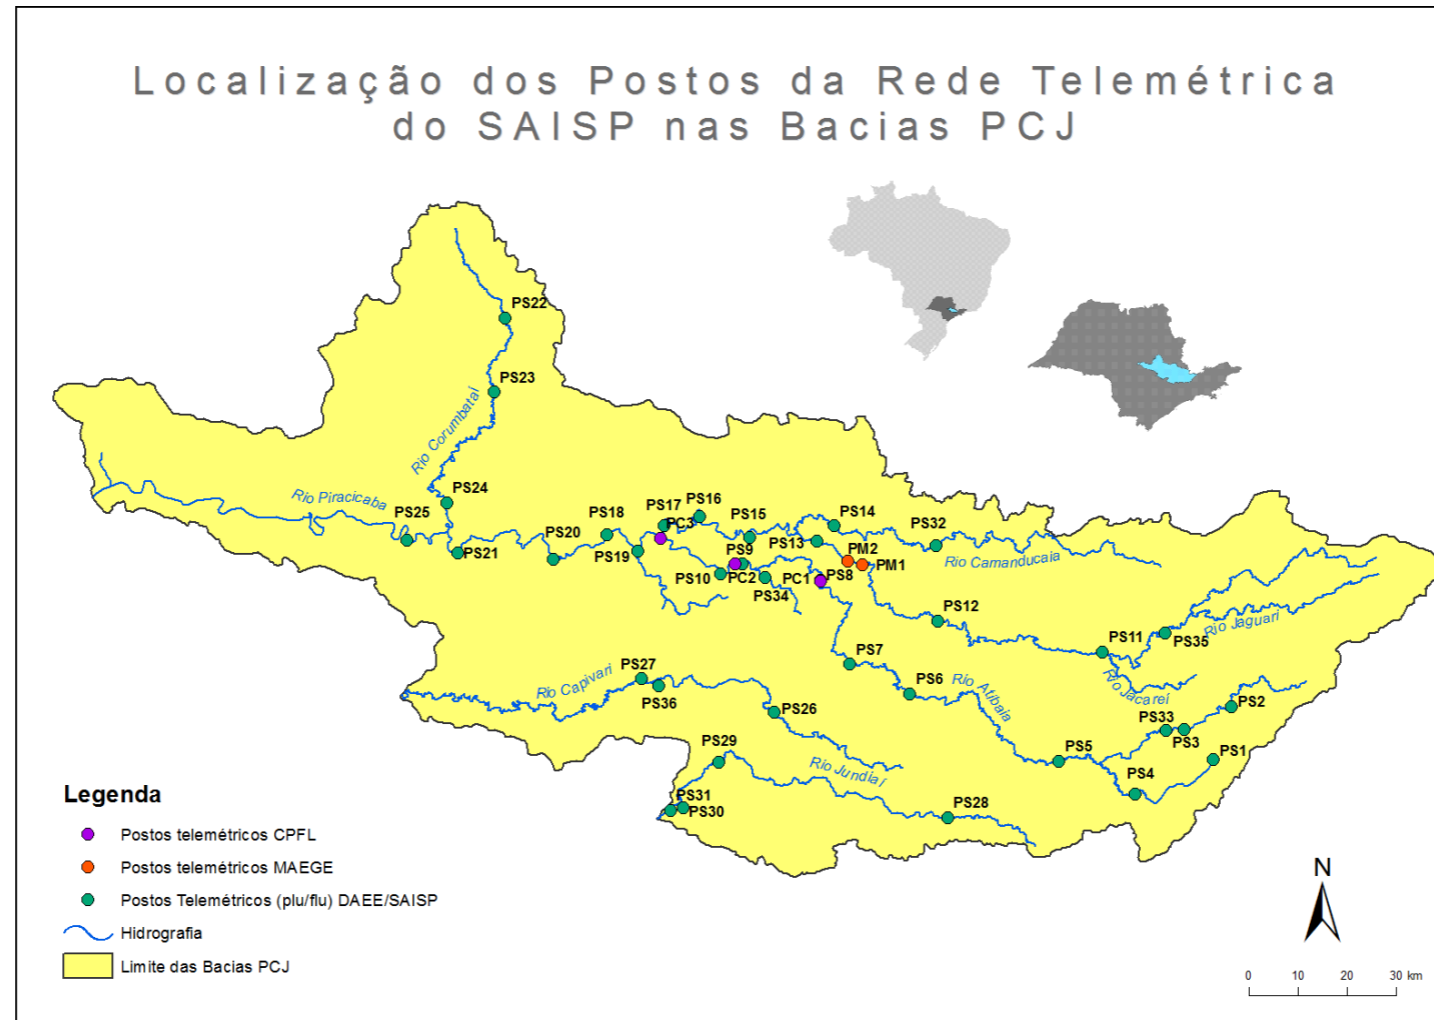 Localização dos Postos da Rede Telemétrica
do SAISP nas Bacias PCJ
PS22
PS23
Rio Corumbataí
Rio Piracicaba
PS24
PS25
PS21
PS20
PS18
PS19
PS17
PC3
PS16
PS15
PS13
PS14
PS32
Rio Camanducaia
PM2
PM1
PS9
PS10
PC2
PS34
PC1
PS8
PS12
PS11
PS35
Rio Jaguari
Rio Jacareí
PS7
PS6
Rio Atibaia
PS27
PS36
Rio Capivari
PS26
PS2
PS33
PS3
PS1
PS5
PS4
PS29
Rio Jundiaí
PS28
PS31
PS30
Legenda
Postos telemétricos CPFL
Postos telemétricos MAEGE
Postos Telemétricos (plu/flu) DAEE/SAISP
Hidrografia
Limite das Bacias PCJ
N
0 10 20 30 km